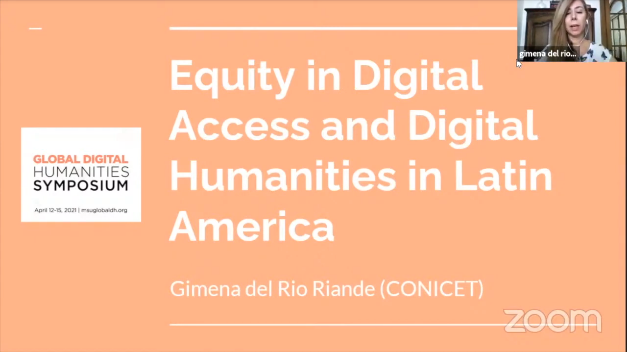 gimena del rio...
Equity in Digital
Access and Digital
Humanities in Latin
America
GLOBAL DIGITAL
HUMANITIES
SYMPOSIUM
April 12-15, 2021 | msuglobaldh.org
Gimena del Rio Riande (CONICET)
zoom